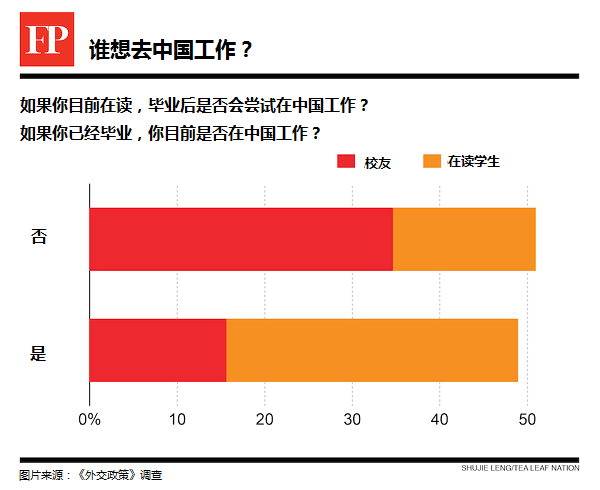 FP
谁想去中国工作？
如果你目前在读，毕业后是否会尝试在中国工作？
如果你已经毕业，你目前是否在中国工作？
校友 在读学生
否
是
0% 10 20 30 40 50
SHUJIE LENG/TEA LEAF NATION
图片来源：《外交政策》调查